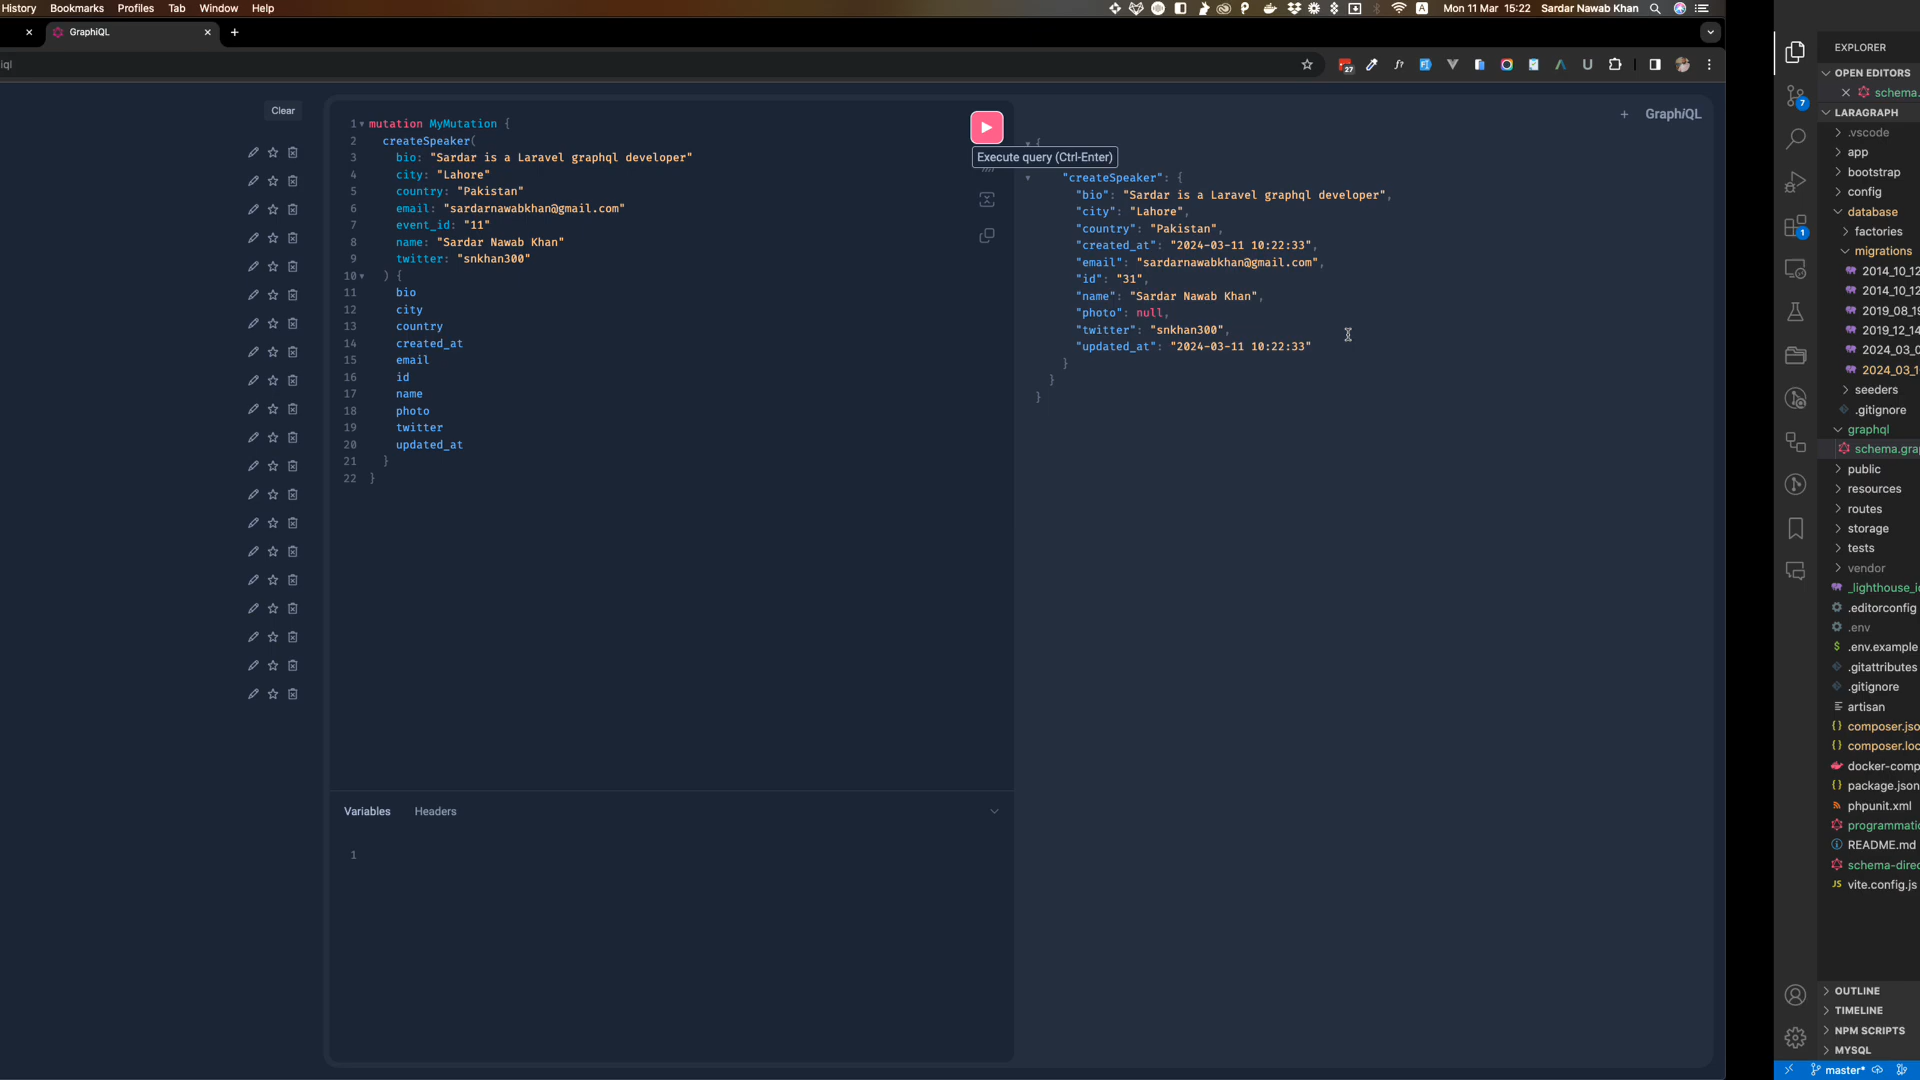 History Bookmarks Profiles Tab Window Help
Mon 11 Mar 15:22 Sardar Nawab Khan
GraphiQL
iql
27
Clear
1 mutation MyMutation {
2 createSpeaker(
3 bio: "Sardar is a Laravel graphql developer"
4 city: "Lahore"
5 country: "Pakistan"
6 email: "sardarnawabkhan@gmail.com"
7 event_id: "11"
8 name: "Sardar Nawab Khan"
9 twitter: "snkhan300"
10 ) {
11 bio
12 city
13 country
14 created_at
15 email
16 id
17 name
18 photo
19 twitter
20 updated_at
21 }
22 }
Execute query (Ctrl-Enter)
Variables Headers
1
+ GraphiQL
{
"createSpeaker": {
"bio": "Sardar is a Laravel graphql developer",
"city": "Lahore",
"country": "Pakistan",
"created_at": "2024-03-11 10:22:33",
"email": "sardarnawabkhan@gmail.com",
"id": "31",
"name": "Sardar Nawab Khan",
"photo": null,
"twitter": "snkhan300",
"updated_at": "2024-03-11 10:22:33"
}
}
}
7
1
EXPLORER
OPEN EDITORS
schema.
LARAGRAPH
.vscode
app
bootstrap
config
database
factories
migrations
2014_10_12
2014_10_12
2019_08_19
2019_12_14
2024_03_0
2024_03_1
seeders
.gitignore
graphql
schema.gra
public
resources
routes
storage
tests
vendor
_lighthouse_i
.editorconfig
.env
.env.example
.gitattributes
.gitignore
artisan
composer.jso
composer.loc
docker-comp
package.json
phpunit.xml
programmati
README.md
schema-direc
vite.config.js
OUTLINE
TIMELINE
NPM SCRIPTS
MYSQL
master*